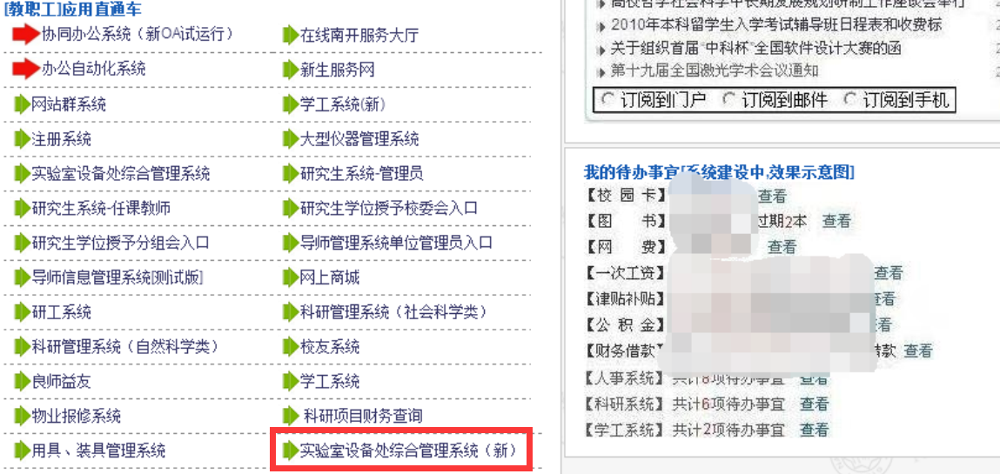 [教职工]应用直通车
协同办公系统（新OA试运行）
在线南开服务大厅
办公自动化系统
新生服务网
网站群系统
学工系统(新)
注册系统
大型仪器管理系统
实验室设备处综合管理系统
研究生系统-管理员
研究生系统-任课教师
研究生学位授予校委会入口
研究生学位授予分组会入口
导师管理系统单位管理员入口
导师信息管理系统[测试版]
网上商城
研工系统
科研管理系统（社会科学类）
科研管理系统（自然科学类）
校友系统
良师益友
学工系统
物业报修系统
科研项目财务查询
用具、装具管理系统
实验室设备处综合管理系统（新）
高校哲学社会科学中长期发展规划研制工作座谈会举行
2010年本科留学生入学考试辅导班日程表和收费标
关于组织首届“中科杯”全国软件设计大赛的函
第十九届全国激光学术会议通知
订阅到门户 订阅到邮件 订阅到手机
我的待办事宜[系统建设中,效果示意图]
【校 园 卡】 查看
【图 书】 过期2本 查看
【网 费】 查看
【一次工资】 查看
【津贴补贴】 查看
【公 积 金】 查看
【财务借款】 借款 查看
【人事系统】 共计8项待办事宜 查看
【科研系统】 共计6项待办事宜 查看
【学工系统】 共计2项待办事宜 查看